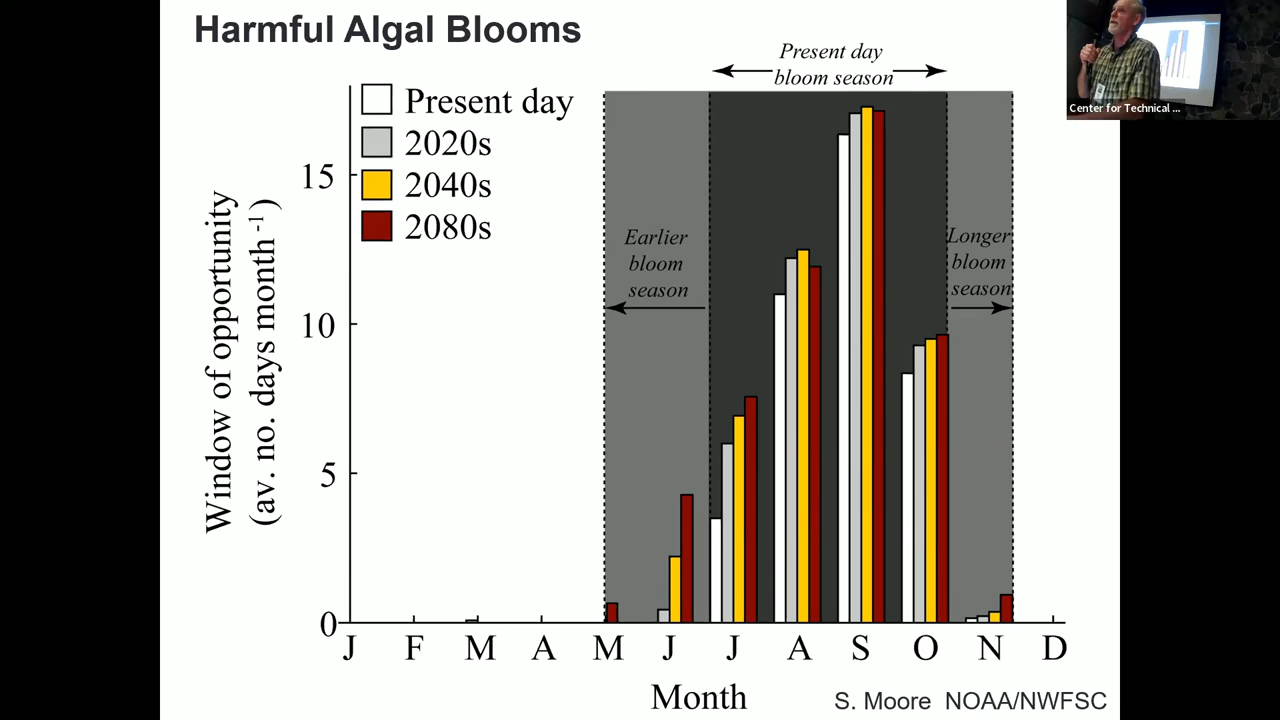 Harmful Algal Blooms
Present day
bloom season
Present day
2020s
2040s
2080s
Earlier
bloom
season
Longer
bloom
season
Window of opportunity
(av. no. days month -1)
15
10
5
0
J F M A M J J A S O N D
Month
S. Moore NOAA/NWFSC
Center for Technical ...